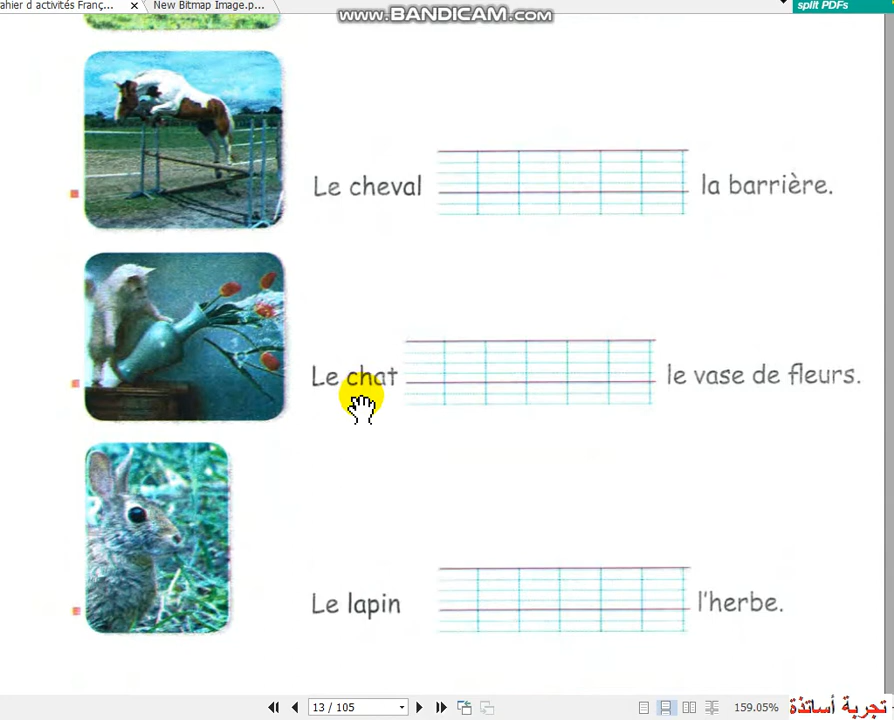 ahier d activités Franç...
New Bitmap Image.p...
www.BANDICAM.com
split PDFs
Le cheval la barrière.
Le chat le vase de fleurs.
Le lapin l'herbe.
13 / 105
159.05%
تجربة أساتذة